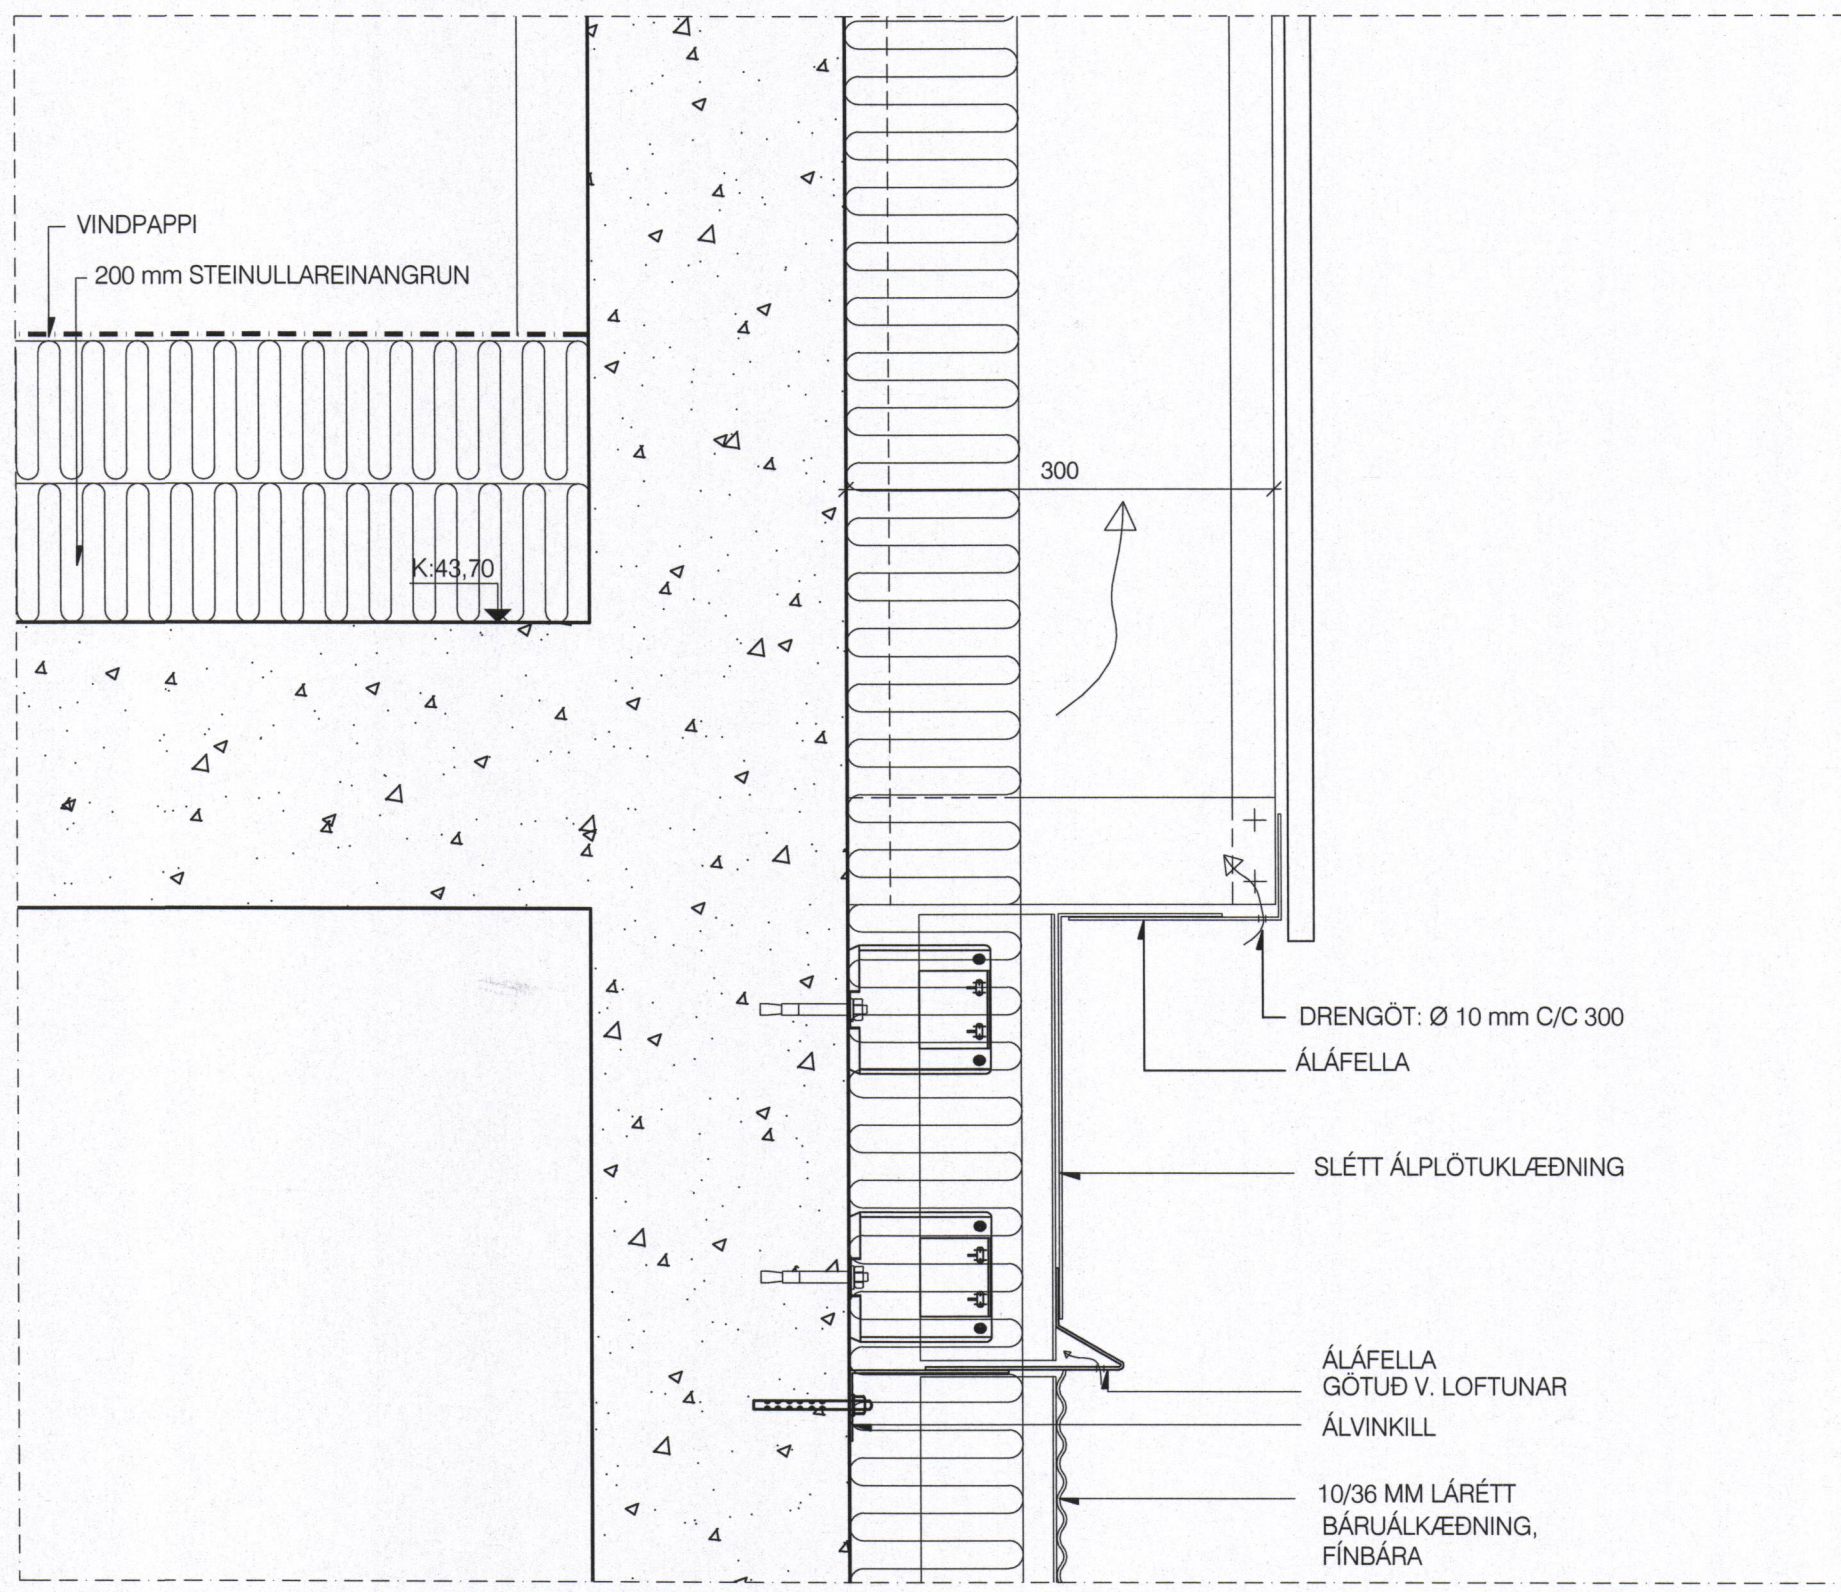 VINDPAPPI
200 mm STEINULLAREINANGRUN
300
K:43,70
DRENGÖT: Ø 10 mm C/C 300
ÁLÁFELLA
SLÉTT ÁLPLÖTUKLÆÐNING
ÁLÁFELLA
GÖTUÐ V. LOFTUNAR
ÁLVINKILL
10/36 MM LÁRÉTT
BÁRUÁLKÆÐNING,
FÍNBÁRA